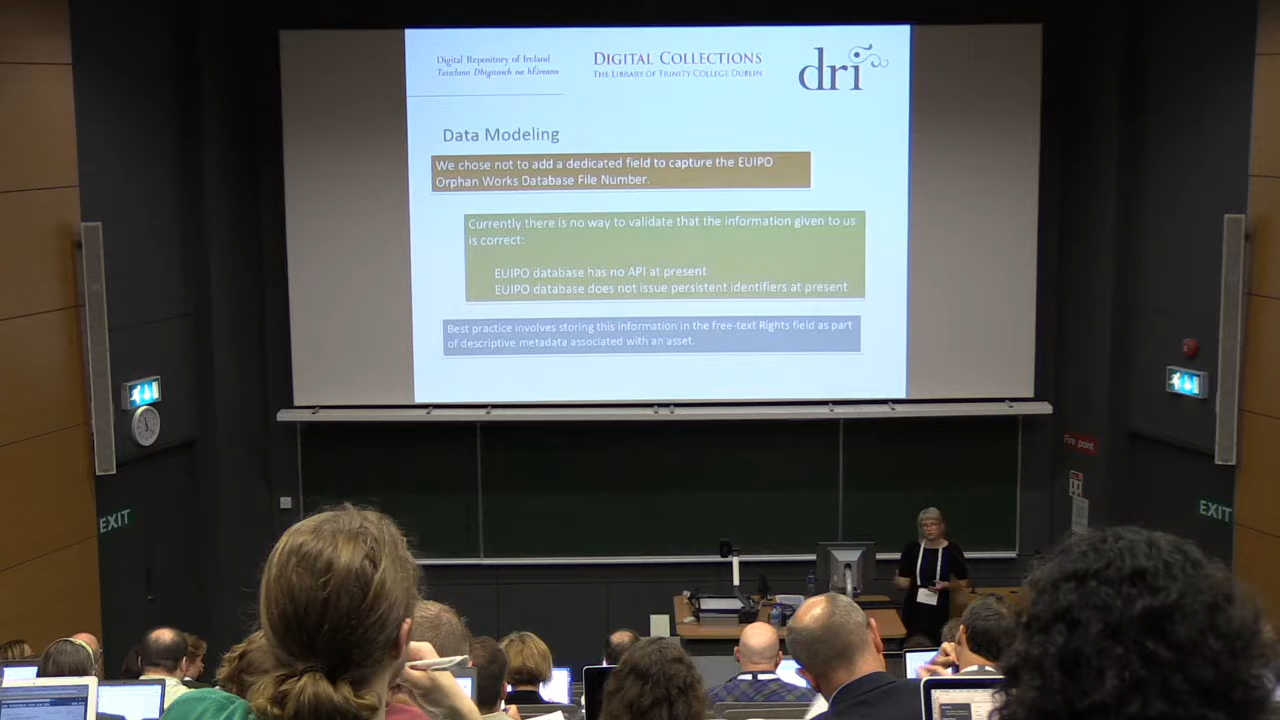 Digital Repository of Ireland
Taisclann Dhigiteach na hÉireann
DIGITAL COLLECTIONS
THE LIBRARY OF TRINITY COLLEGE DUBLIN
dri
Data Modeling
We chose not to add a dedicated field to capture the EUIPO
Orphan Works Database File Number.
Currently there is no way to validate that the information given to us
is correct:
EUIPO database has no API at present
EUIPO database does not issue persistent identifiers at present
Best practice involves storing this information in the free-text Rights field as part
of descriptive metadata associated with an asset.
Fire point
EXIT
EXIT